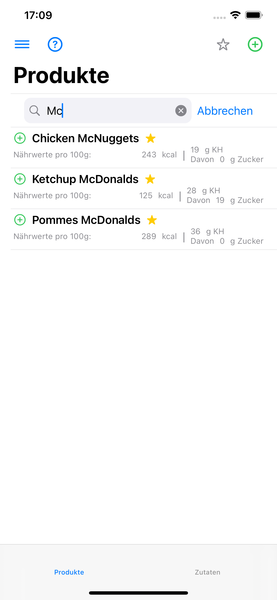 17:09
Produkte
Mc Abbrechen
Chicken McNuggets
Nährwerte pro 100g: 243 kcal 19 g KH
Davon 0 g Zucker
Ketchup McDonalds
Nährwerte pro 100g: 125 kcal 28 g KH
Davon 19 g Zucker
Pommes McDonalds
Nährwerte pro 100g: 289 kcal 36 g KH
Davon 0 g Zucker
Produkte Zutaten